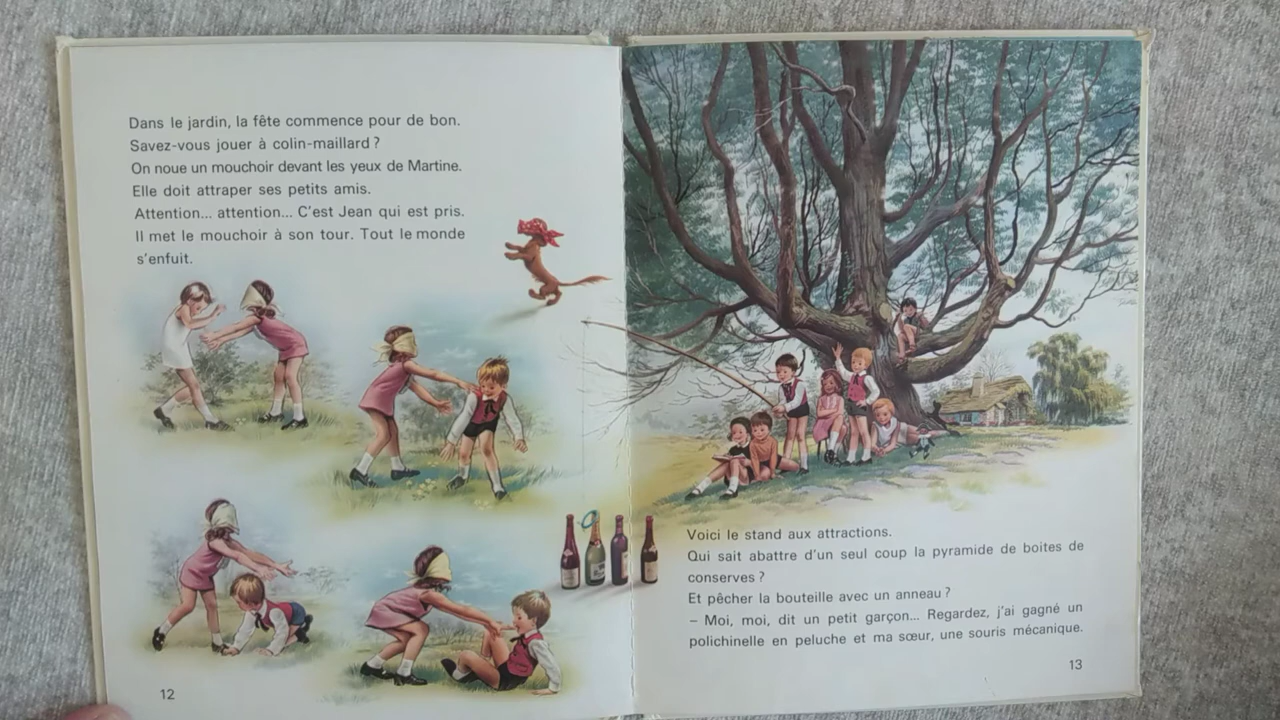 Dans le jardin, la fête commence pour de bon.
Savez-vous jouer à colin-maillard ?
On noue un mouchoir devant les yeux de Martine.
Elle doit attraper ses petits amis.
Attention... attention... C'est Jean qui est pris.
Il met le mouchoir à son tour. Tout le monde
s'enfuit.
12
Voici le stand aux attractions.
Qui sait abattre d'un seul coup la pyramide de boites de
conserves ?
Et pêcher la bouteille avec un anneau ?
– Moi, moi, dit un petit garçon... Regardez, j'ai gagné un
polichinelle en peluche et ma sœur, une souris mécanique.
13